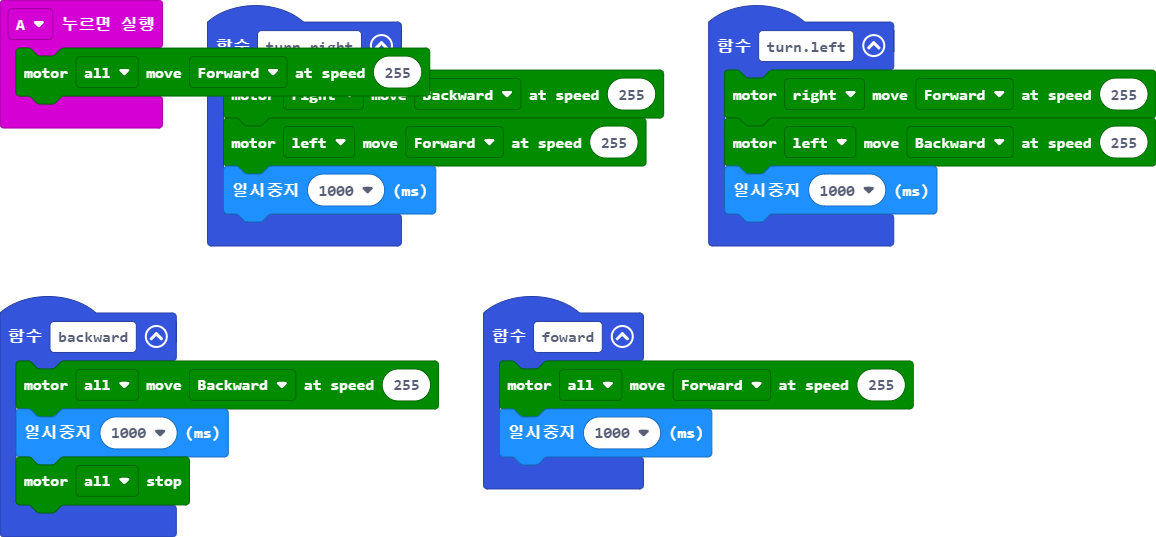 A 누르면 실행
motor all move Forward at speed 255
함수 turn.right
motor right move Backward at speed 255
motor left move Forward at speed 255
일시중지 1000 (ms)
함수 turn.left
motor right move Forward at speed 255
motor left move Backward at speed 255
일시중지 1000 (ms)
함수 backward
motor all move Backward at speed 255
일시중지 1000 (ms)
motor all stop
함수 foward
motor all move Forward at speed 255
일시중지 1000 (ms)